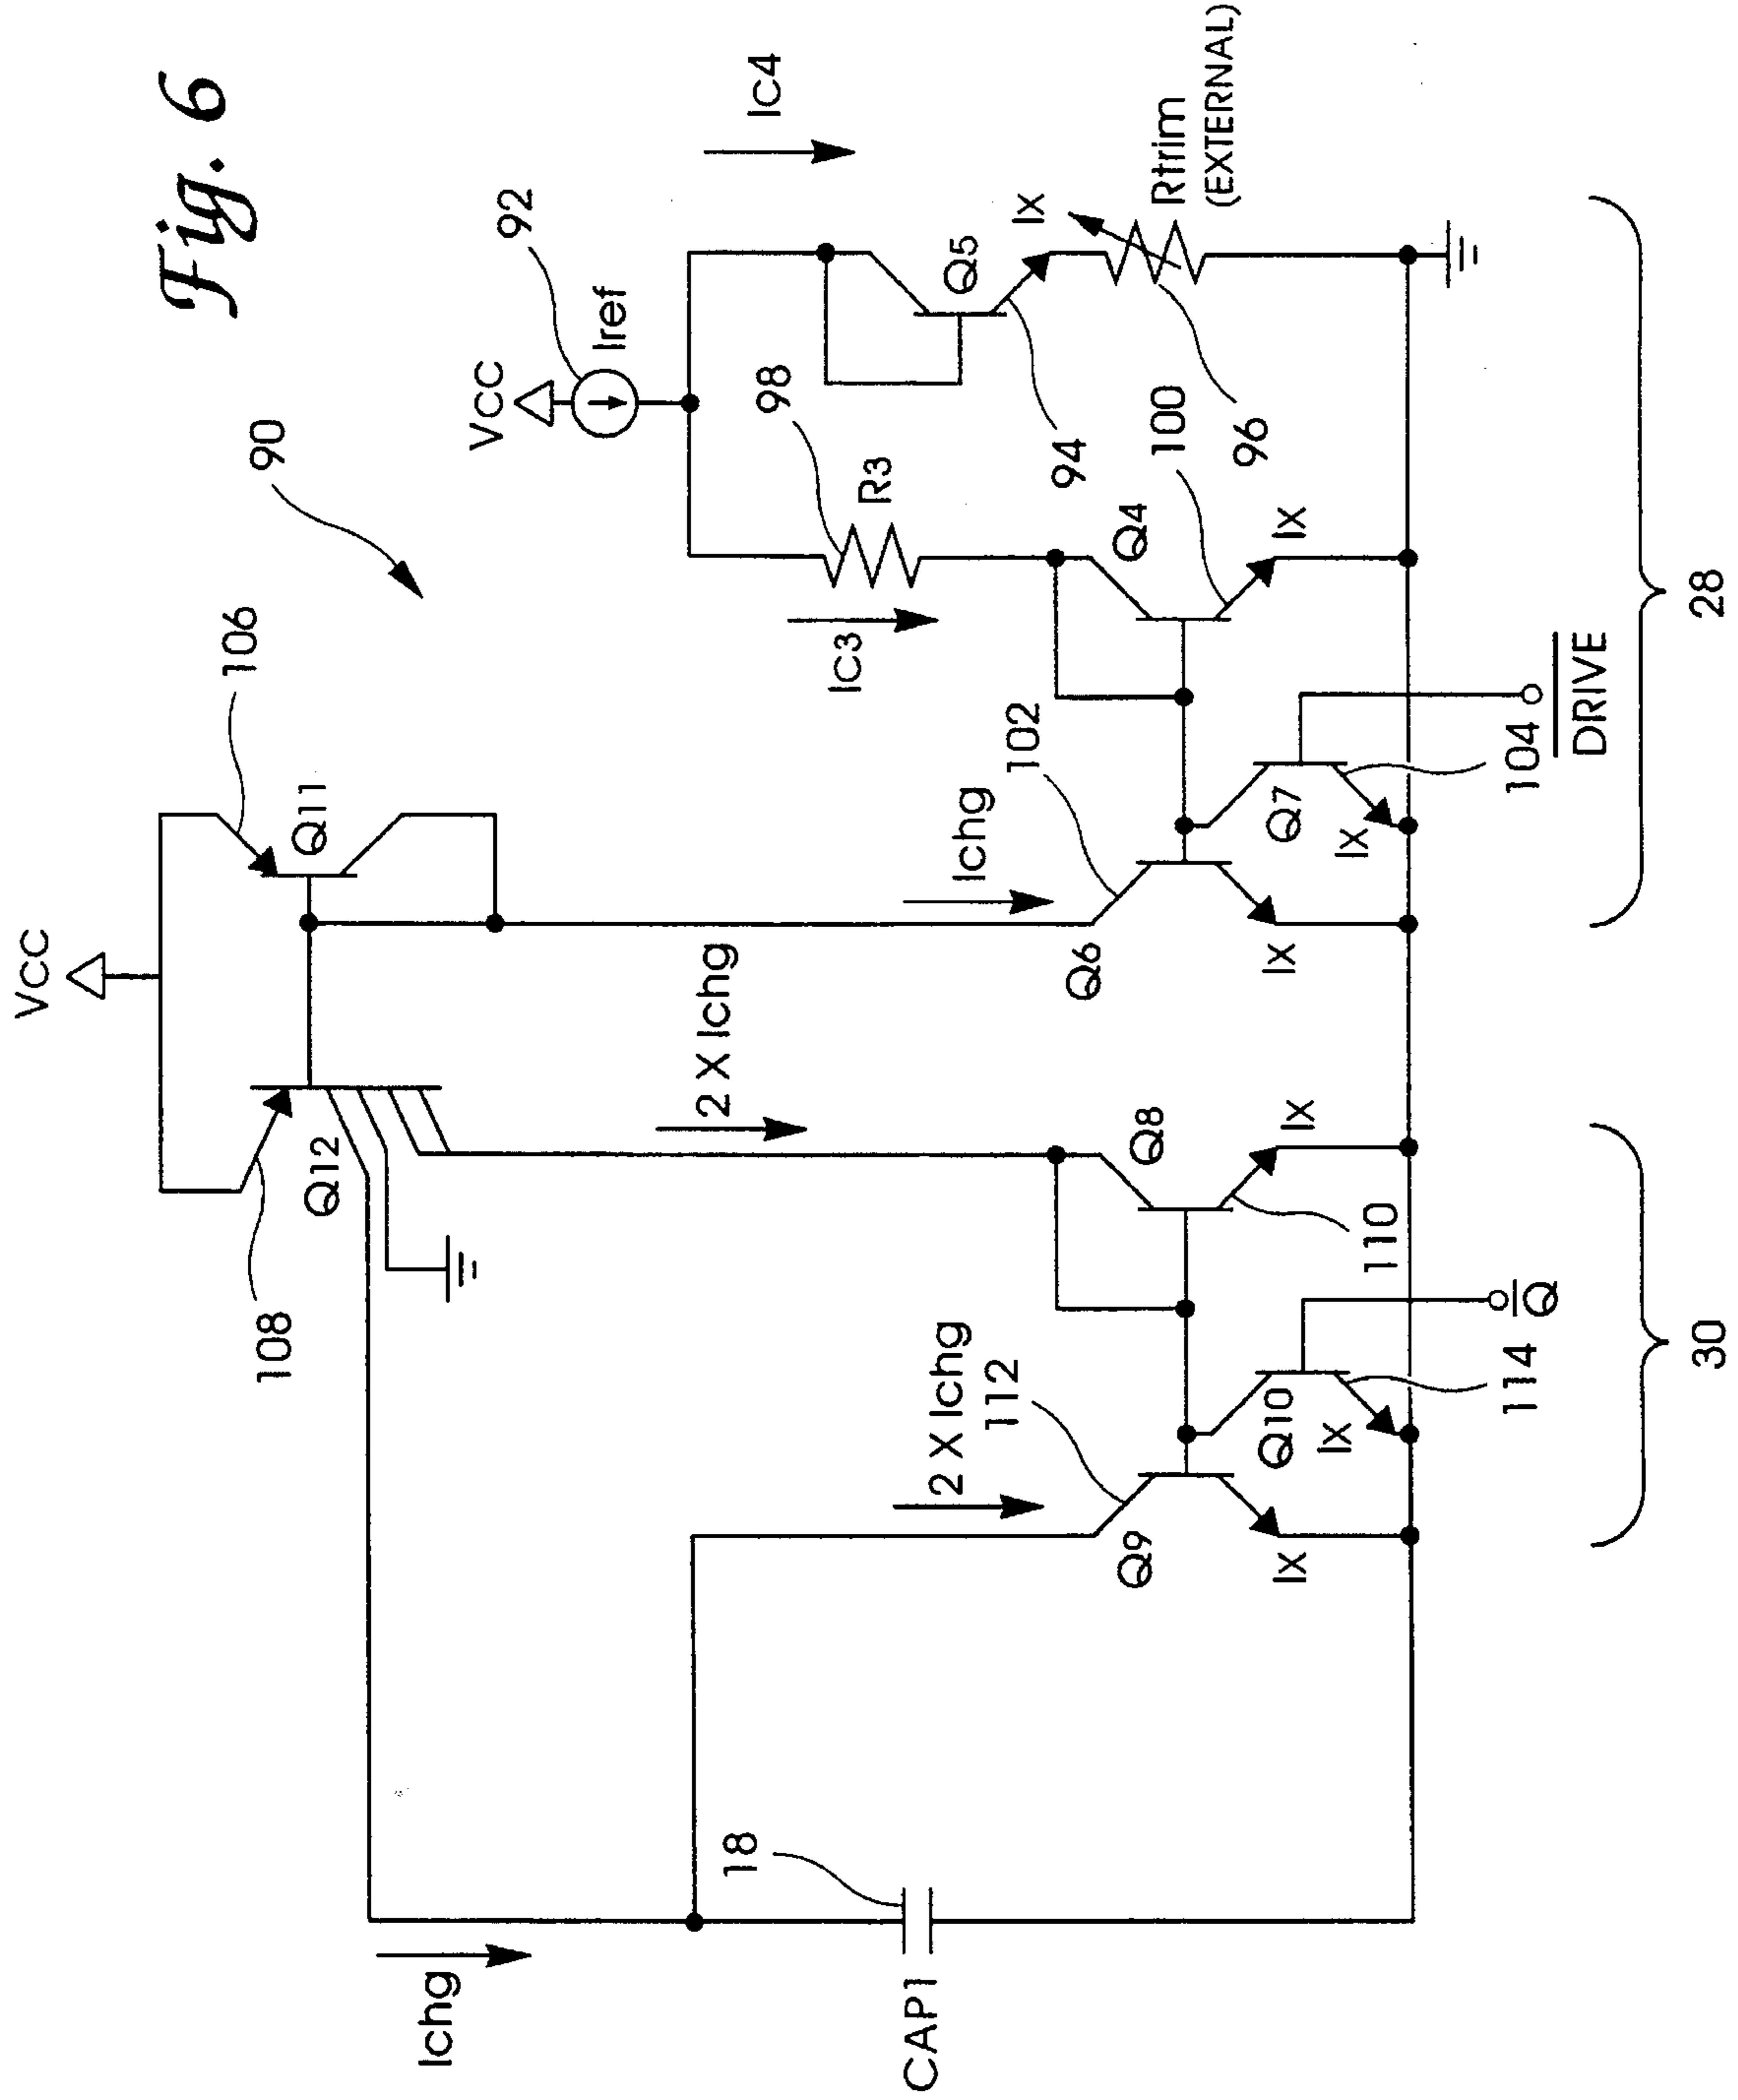 Fig. 6
90
Vcc
106
Q11
108
Q12
Vcc
92
Iref
Ic4
98
R3
Ic3
Q5
IX
94
Rtrim
(EXTERNAL)
96
Q4
100
IX
Ichg
102
Q6
IX
Q7
IX
104
DRIVE
28
2 X Ichg
Q8
IX
110
2 X Ichg
112
Q9
IX
Q10
IX
114
Q
30
Ichg
18
CAP1